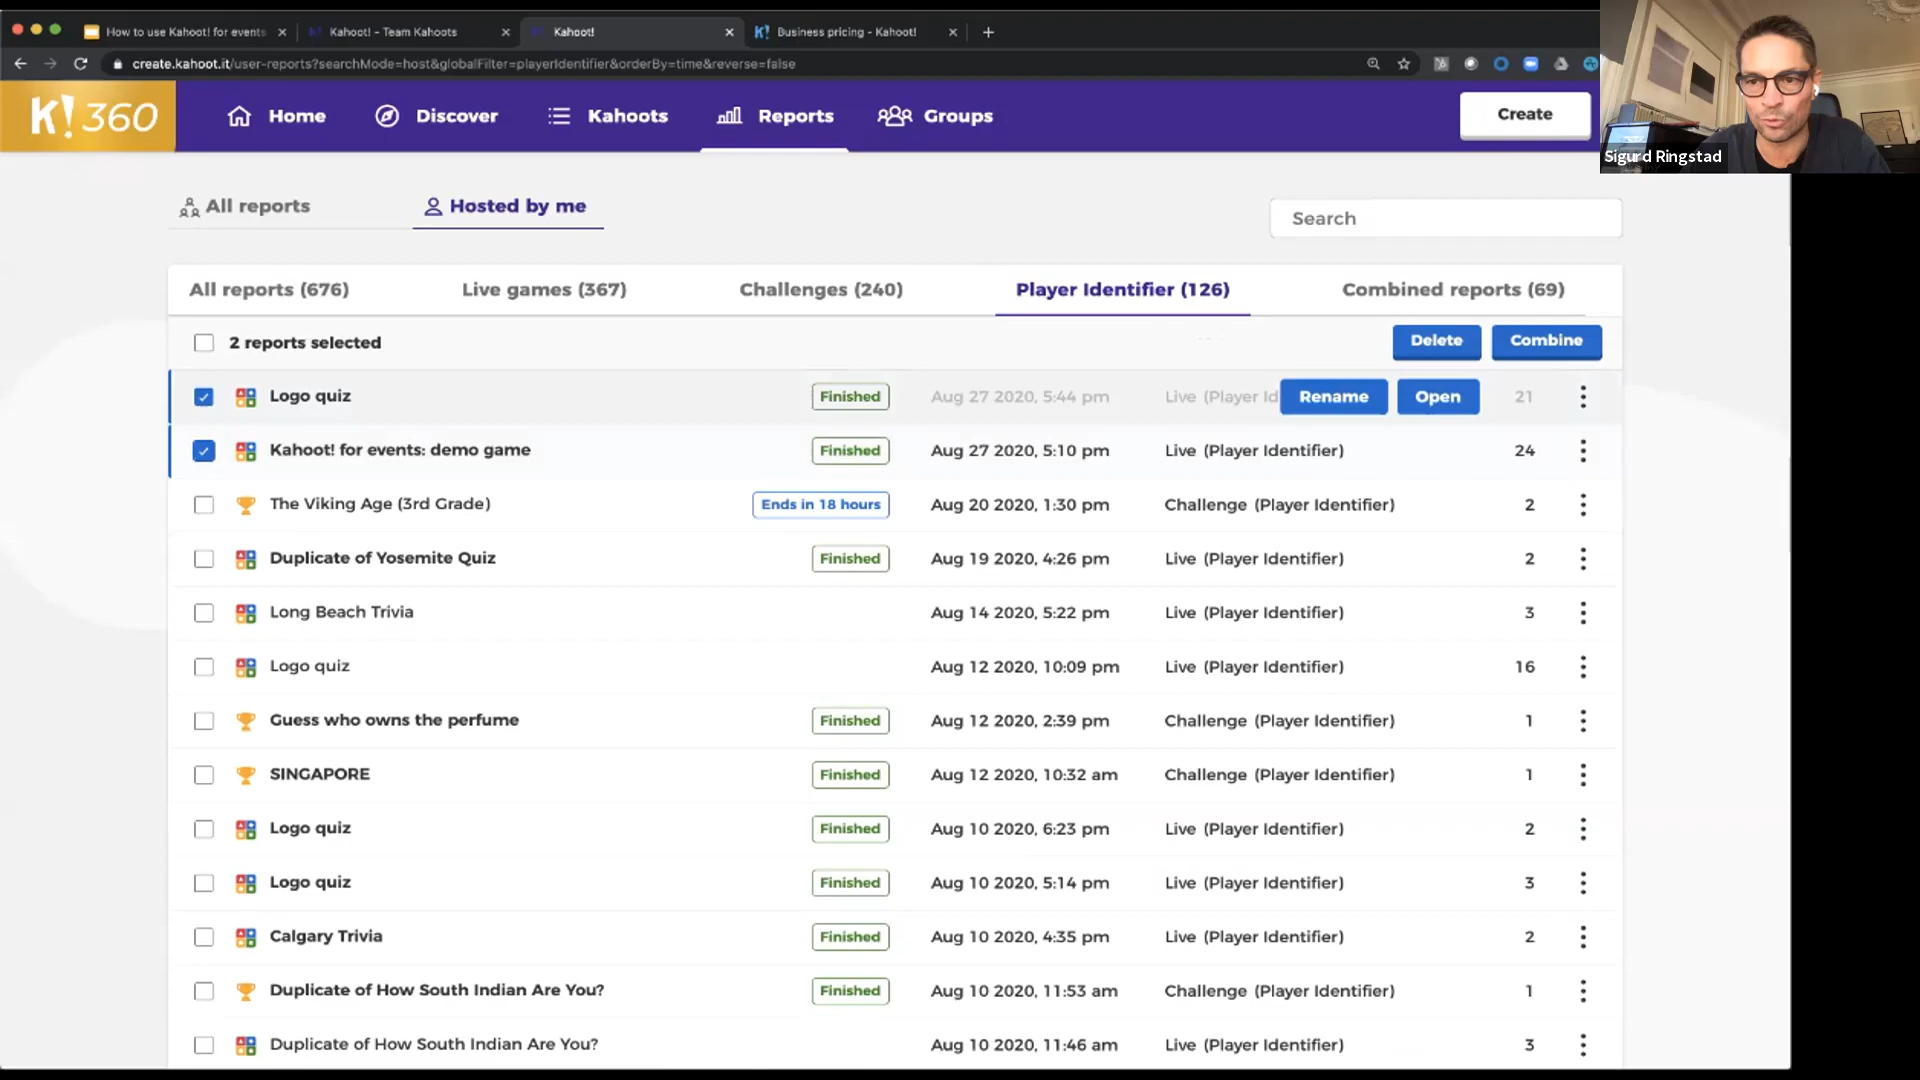 How to use Kahoot! for events
Kahoot! - Team Kahoots
Kahoot!
K! Business pricing - Kahoot!
create.kahoot.it/user-reports?searchMode=host&globalFilter=playerIdentifier&orderBy=time&reverse=false
K! 360
Home
Discover
Kahoots
Reports
Groups
Create
Sigurd Ringstad
All reports
Hosted by me
Search
All reports (676)
Live games (367)
Challenges (240)
Player Identifier (126)
Combined reports (69)
2 reports selected
Delete
Combine
Logo quiz Finished Aug 27 2020, 5:44 pm Live (Player Id Rename Open 21
Kahoot! for events: demo game Finished Aug 27 2020, 5:10 pm Live (Player Identifier) 24
The Viking Age (3rd Grade) Ends in 18 hours Aug 20 2020, 1:30 pm Challenge (Player Identifier) 2
Duplicate of Yosemite Quiz Finished Aug 19 2020, 4:26 pm Live (Player Identifier) 2
Long Beach Trivia Aug 14 2020, 5:22 pm Live (Player Identifier) 3
Logo quiz Aug 12 2020, 10:09 pm Live (Player Identifier) 16
Guess who owns the perfume Finished Aug 12 2020, 2:39 pm Challenge (Player Identifier) 1
SINGAPORE Finished Aug 12 2020, 10:32 am Challenge (Player Identifier) 1
Logo quiz Finished Aug 10 2020, 6:23 pm Live (Player Identifier) 2
Logo quiz Finished Aug 10 2020, 5:14 pm Live (Player Identifier) 3
Calgary Trivia Finished Aug 10 2020, 4:35 pm Live (Player Identifier) 2
Duplicate of How South Indian Are You? Finished Aug 10 2020, 11:53 am Challenge (Player Identifier) 1
Duplicate of How South Indian Are You? Aug 10 2020, 11:46 am Live (Player Identifier) 3